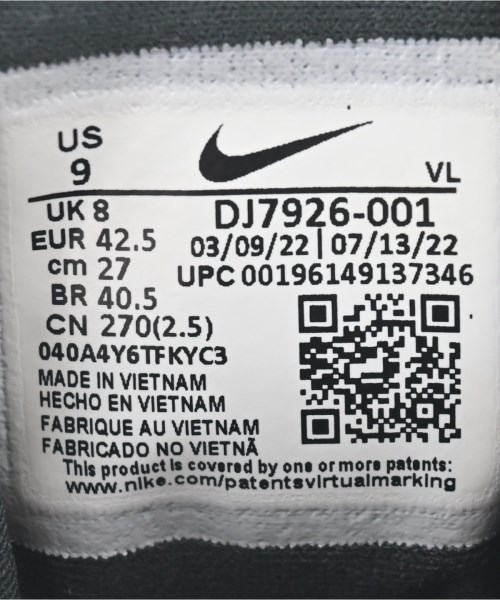 US
9
VL
UK 8
DJ7926-001
EUR 42.5
03/09/22 | 07/13/22
cm 27
UPC 00196149137346
BR 40.5
CN 270(2.5)
040A4Y6TFKYC3
MADE IN VIETNAM
HECHO EN VIETNAM
FABRIQUE AU VIETNAM
FABRICADO NO VIETNÃ
This product is covered by one or more patents:
www.nike.com/patentsvirtualmarking